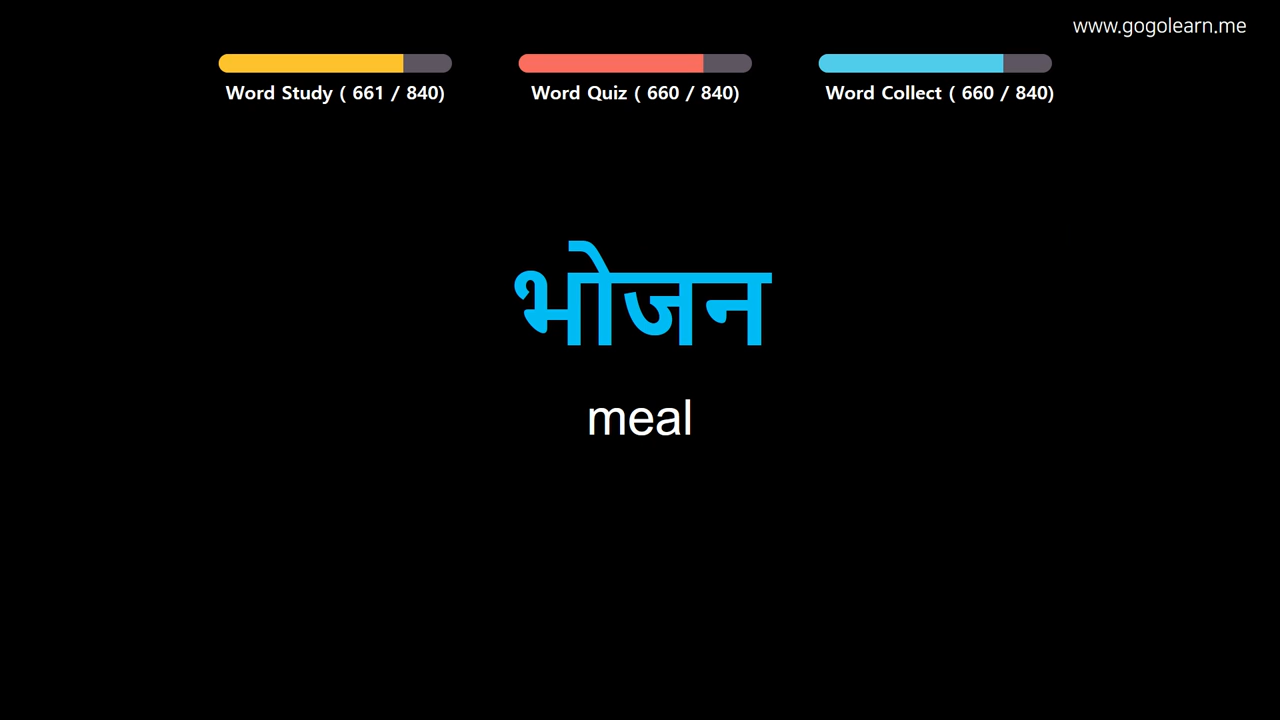 www.gogolearn.me
Word Study ( 661 / 840)
Word Quiz ( 660 / 840)
Word Collect ( 660 / 840)
भोजन
meal